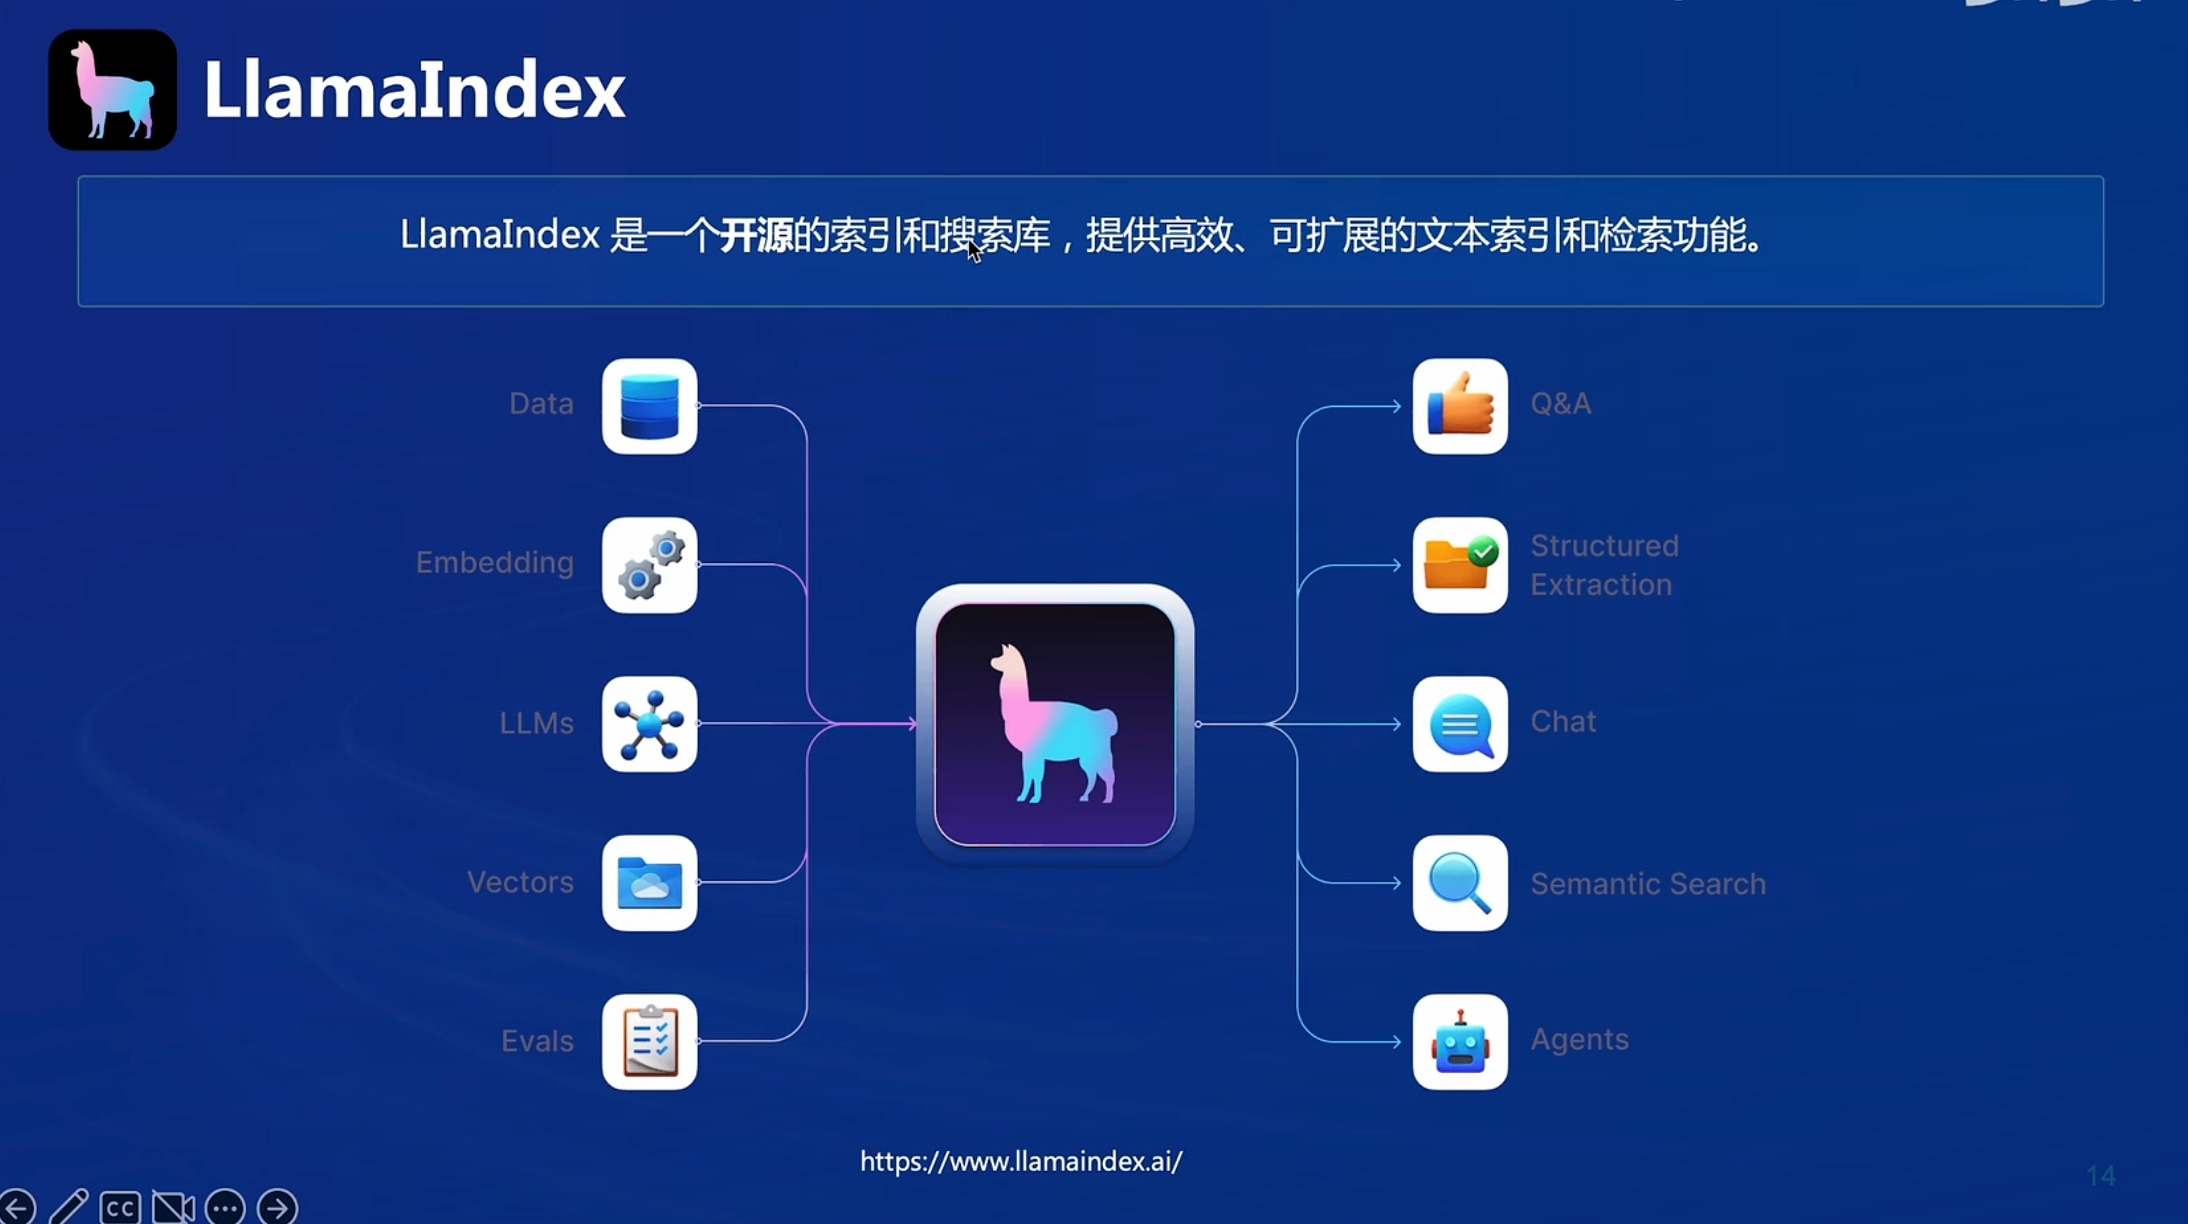 LlamaIndex
LlamaIndex 是一个开源的索引和搜索库，提供高效、可扩展的文本索引和检索功能。
Data
Embedding
LLMs
Vectors
Evals
Q&A
Structured
Extraction
Chat
Semantic Search
Agents
https://www.llamaindex.ai/
14
CC